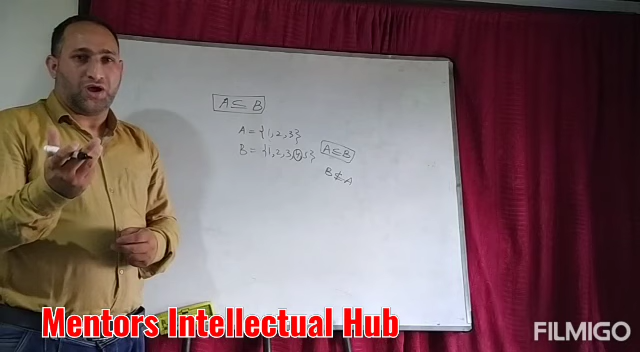 A ⊆ B
A = {1, 2, 3}
B = {1, 2, 3, 4, 5} A ⊆ B
B ⊈ A
Mentors Intellectual Hub
FILMIGO